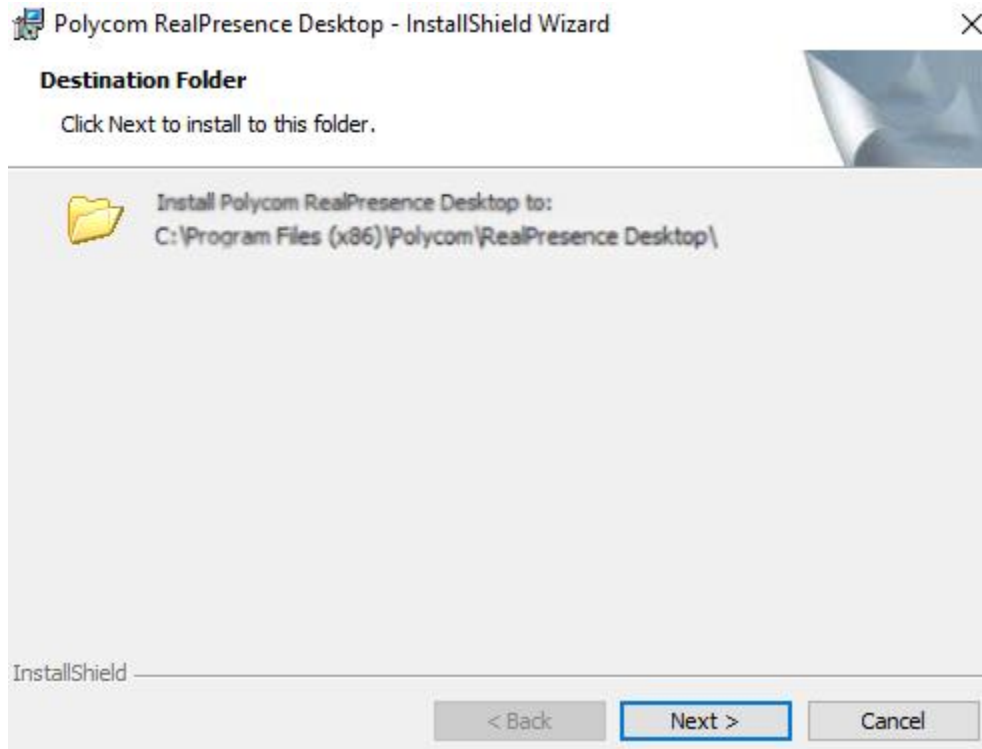 Polycom RealPresence Desktop - InstallShield Wizard
Destination Folder
Click Next to install to this folder.
Install Polycom RealPresence Desktop to:
C:\Program Files (x86)\Polycom\RealPresence Desktop\
InstallShield
< Back Next > Cancel